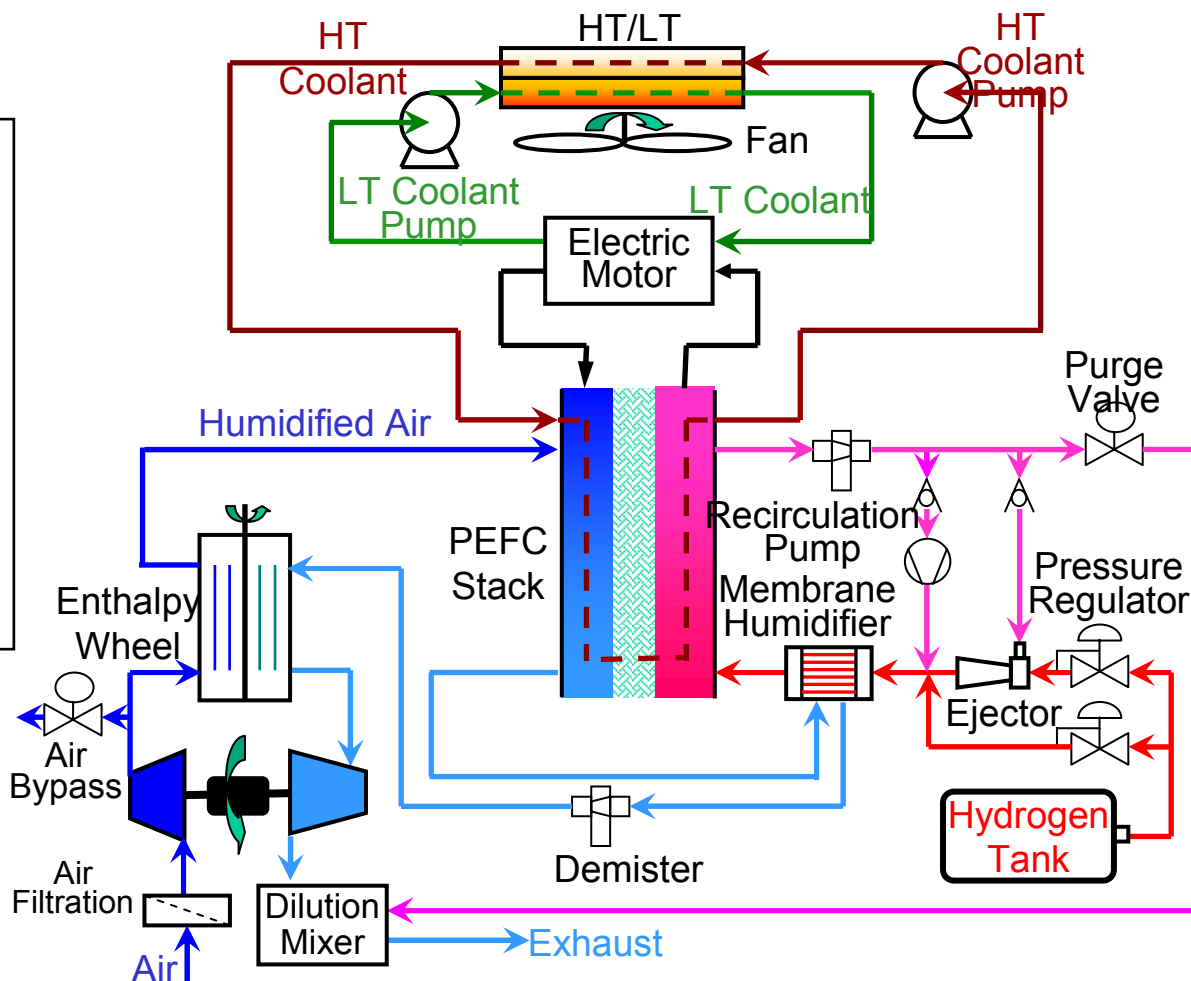 HT/LT
HT
Coolant
HT
Coolant
Pump
Fan
LT Coolant
Pump
LT Coolant
Electric
Motor
Purge
Valve
Humidified Air
PEFC
Stack
Recirculation
Pump
Membrane
Humidifier
Pressure
Regulator
Enthalpy
Wheel
Ejector
Air
Bypass
Hydrogen
Tank
Demister
Air
Filtration
Dilution
Mixer
Exhaust
Air